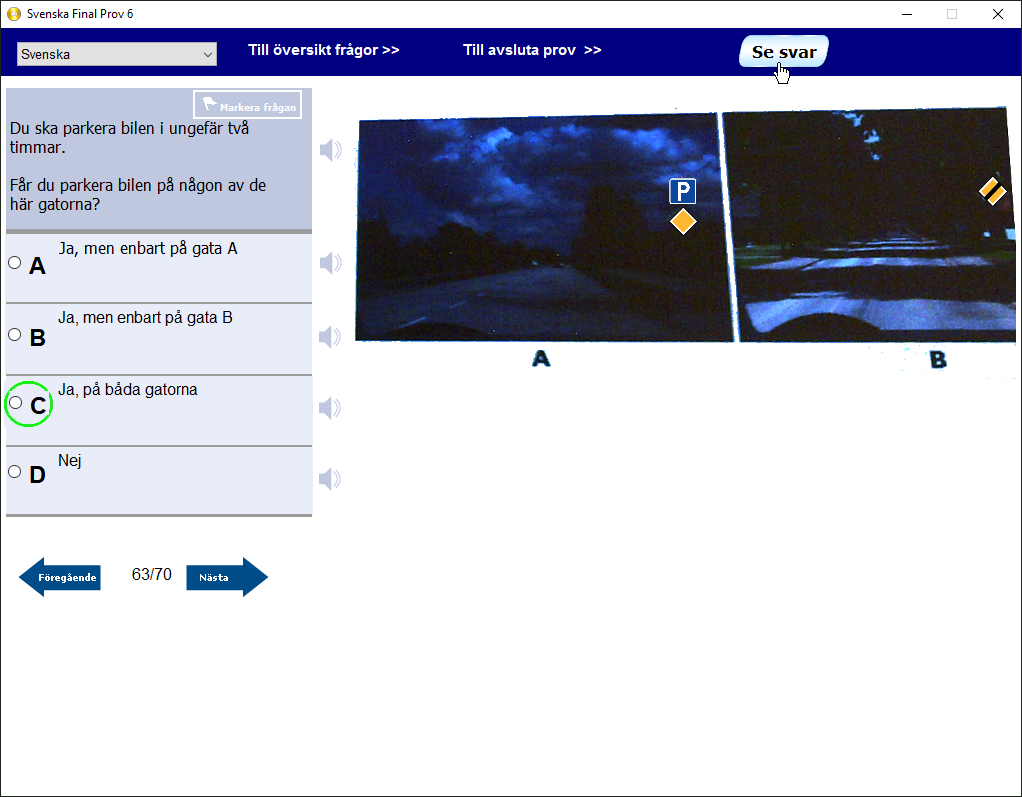 Svenska Final Prov 6
Svenska
Till översikt frågor >>
Till avsluta prov >>
Se svar
Markera frågan
Du ska parkera bilen i ungefär två
timmar.
Får du parkera bilen på någon av de
här gatorna?
A Ja, men enbart på gata A
B Ja, men enbart på gata B
C Ja, på båda gatorna
D Nej
P
A
B
Föregående
63/70
Nästa